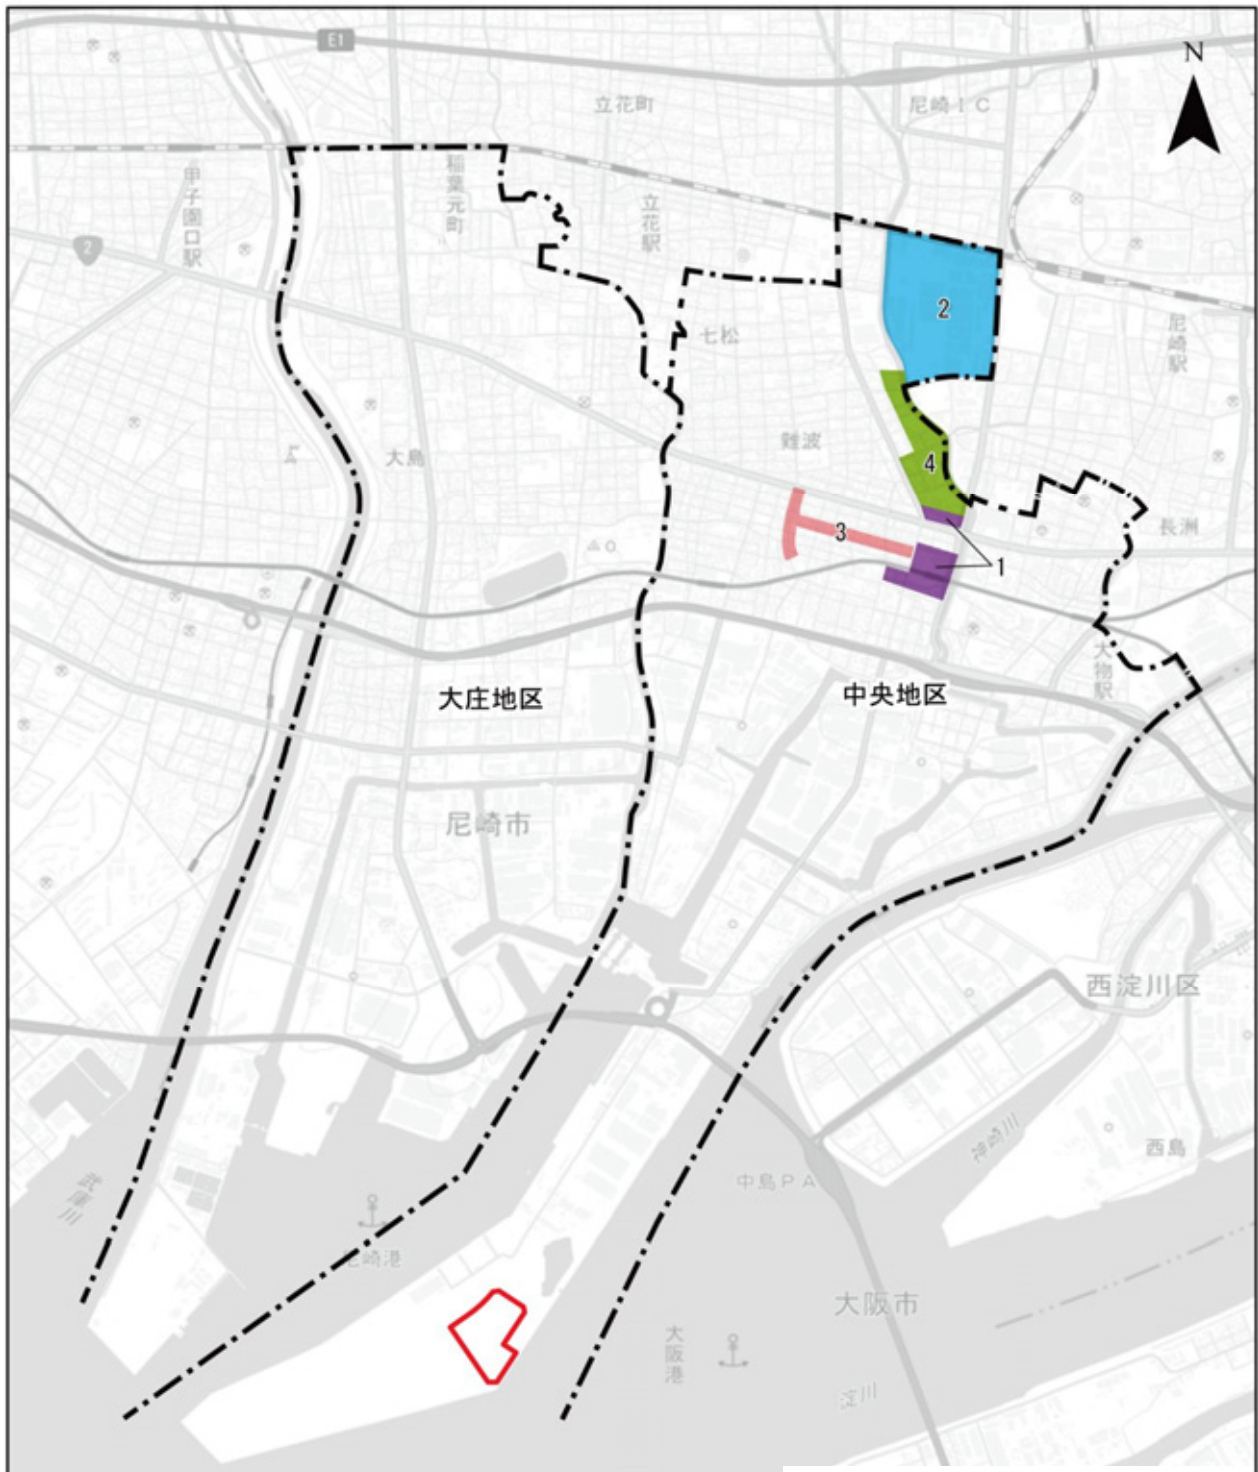 E1
N
立花町
尼崎IC
稲葉元町
甲子園口駅
立花駅
2
2
尼崎駅
七松
難波
大島
4
長洲
3
1
大物駅
大庄地区
中央地区
尼崎市
西淀川区
神崎川
西島
中島PA
武庫川
尼崎港
大阪市
大阪港
淀川